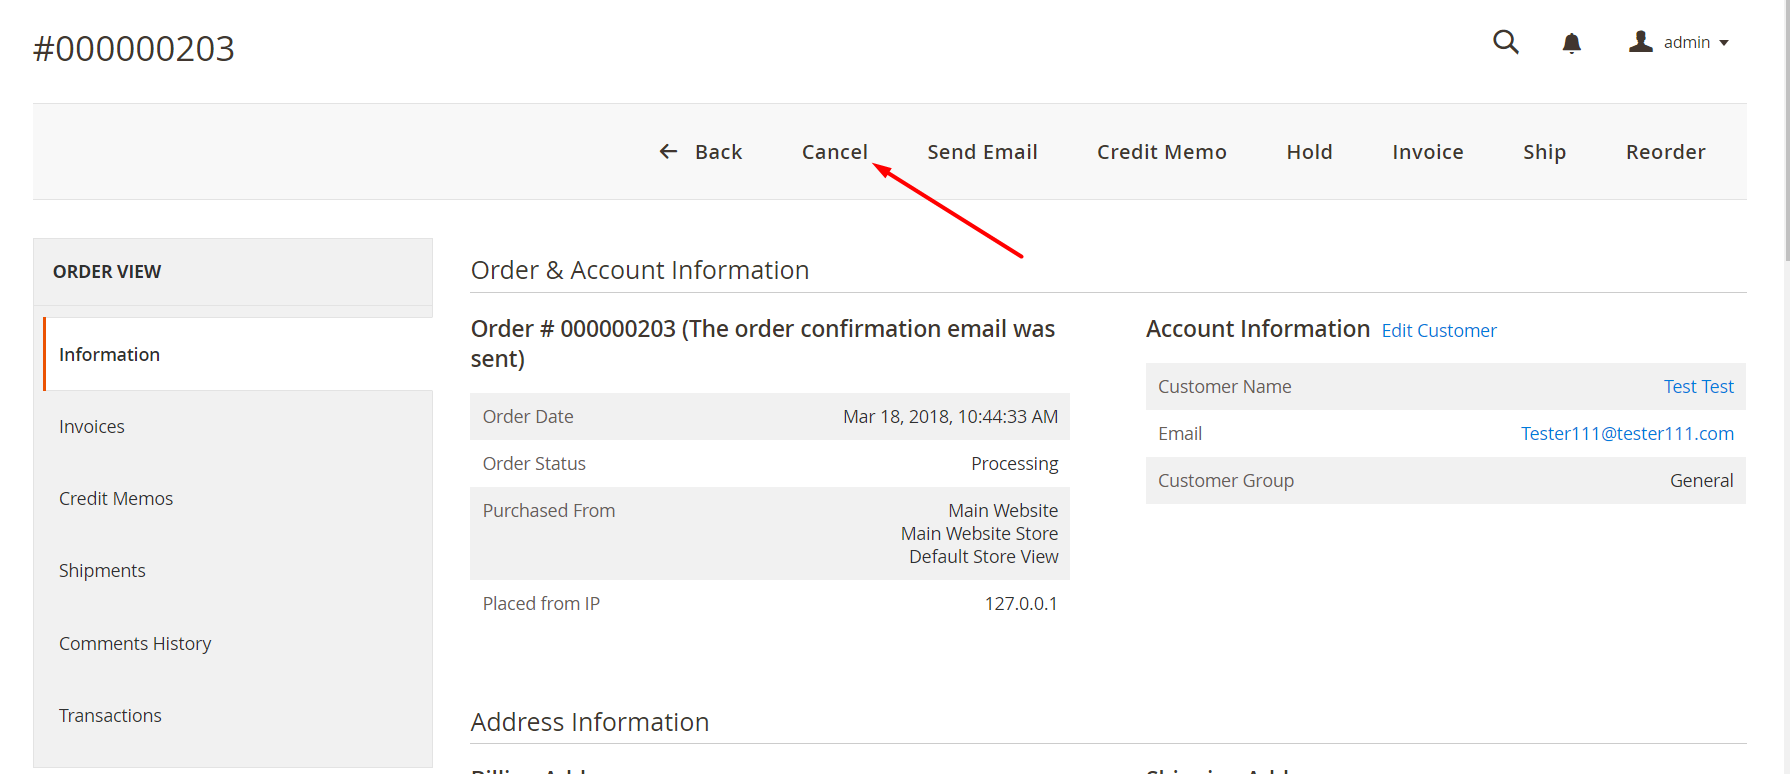 #000000203
admin
Back Cancel Send Email Credit Memo Hold Invoice Ship Reorder
ORDER VIEW
Information
Invoices
Credit Memos
Shipments
Comments History
Transactions
Order & Account Information
Order # 000000203 (The order confirmation email was
sent)
Order Date Mar 18, 2018, 10:44:33 AM
Order Status Processing
Purchased From Main Website
Main Website Store
Default Store View
Placed from IP 127.0.0.1
Account Information Edit Customer
Customer Name Test Test
Email Tester111@tester111.com
Customer Group General
Address Information